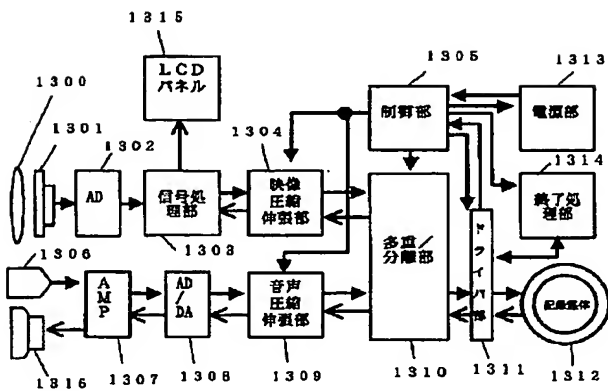 1315
1300
LCD
パネル
1305
1313
1301
1302
1304
制御部
電源部
1314
AD
信号処
理部
映像
圧縮
伸張部
終了処
理部
1303
多重/
分離部
ドライバ部
1306
AMP
AD
/
DA
音声
圧縮
伸張部
記録媒体
1316
1307
1308
1309
1310
1311
1312